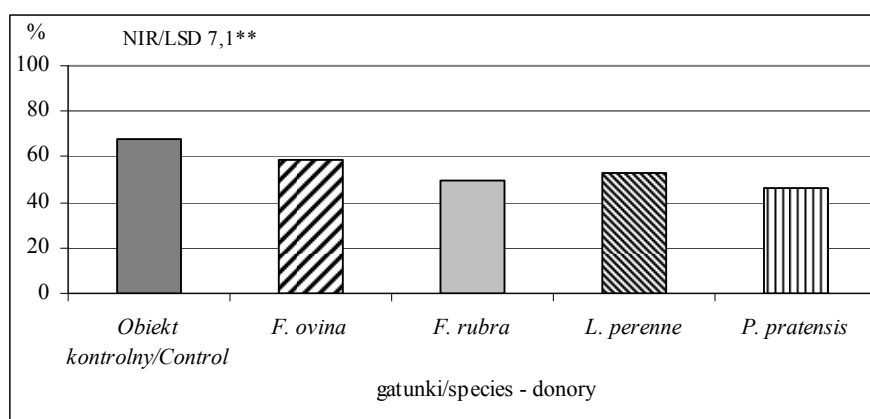 %
NIR/LSD 7,1**
100
80
60
40
20
0
Obiekt
kontrolny/Control
F. ovina
F. rubra
L. perenne
P. pratensis
gatunki/species - donory